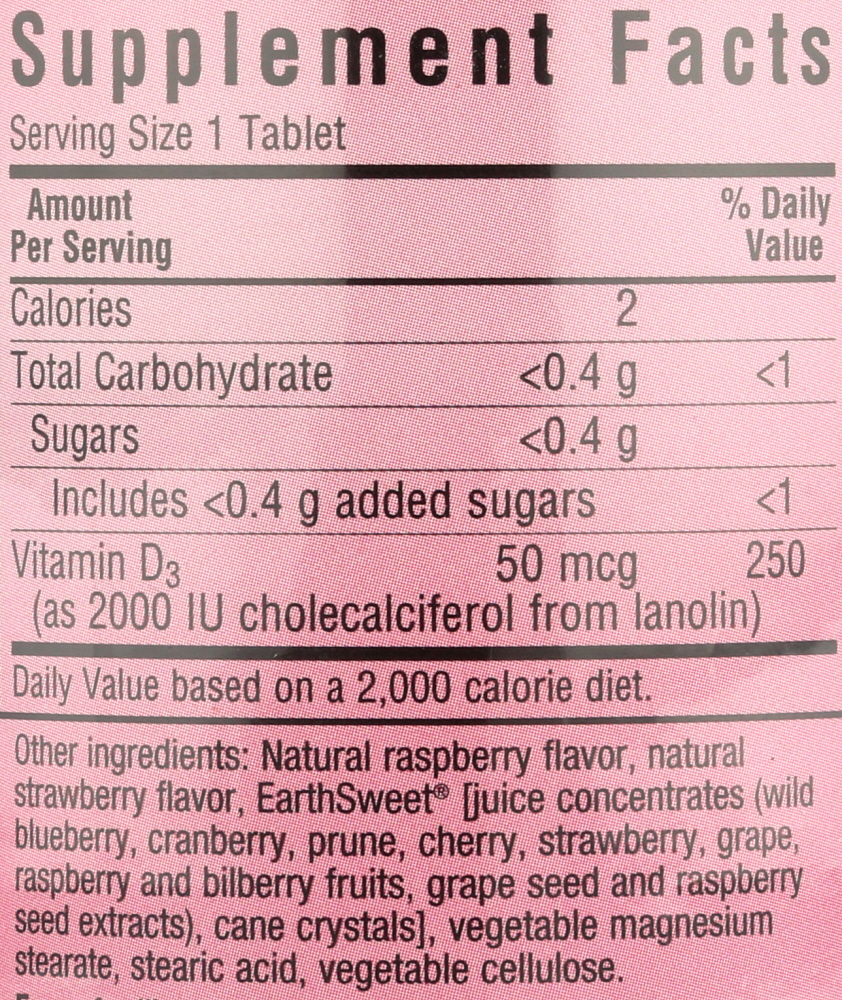 Supplement Facts
Serving Size 1 Tablet
Amount
Per Serving
% Daily
Value
Calories 2
Total Carbohydrate <0.4 g <1
Sugars <0.4 g
Includes <0.4 g added sugars <1
Vitamin D3 50 mcg 250
(as 2000 IU cholecalciferol from lanolin)
Daily Value based on a 2,000 calorie diet.
Other ingredients: Natural raspberry flavor, natural
strawberry flavor, EarthSweet® [juice concentrates (wild
blueberry, cranberry, prune, cherry, strawberry, grape,
raspberry and bilberry fruits, grape seed and raspberry
seed extracts), cane crystals], vegetable magnesium
stearate, stearic acid, vegetable cellulose.